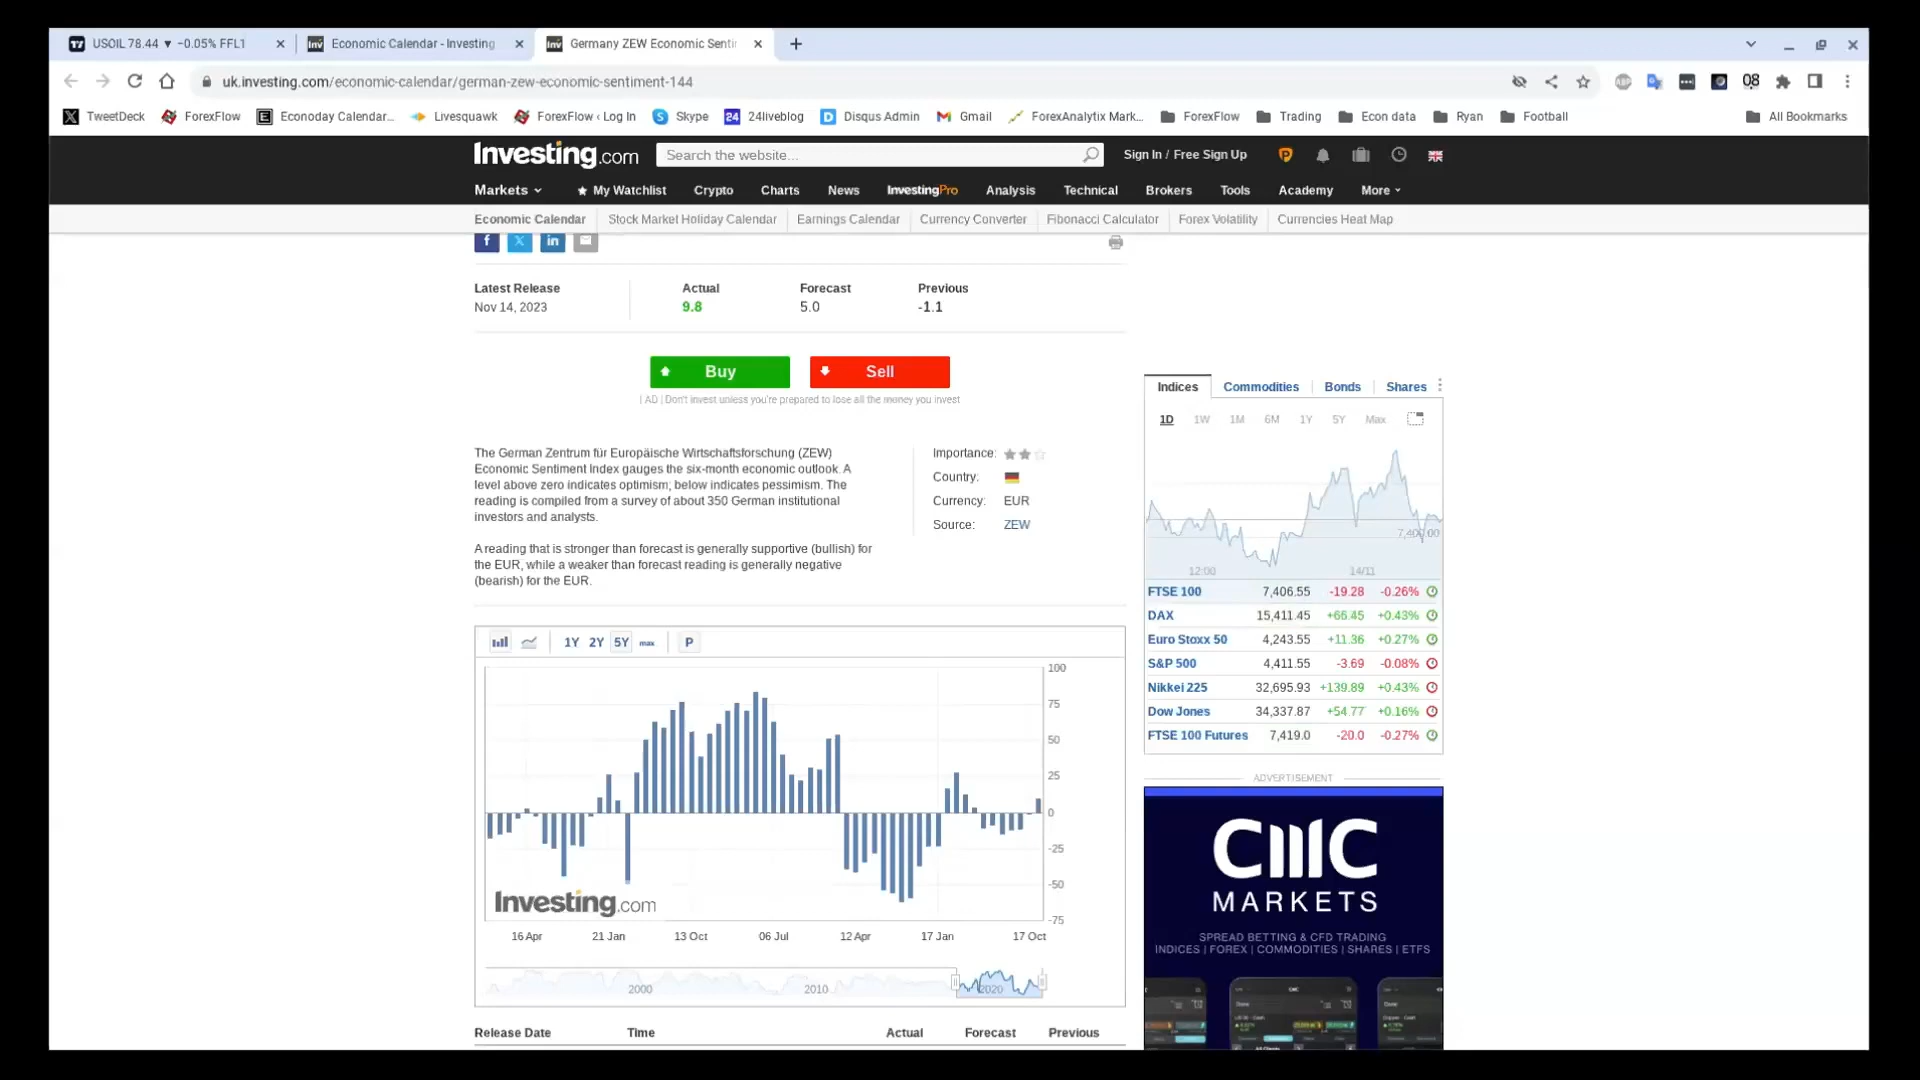 USOIL 78.44 ▼ −0.05% FFL1
Economic Calendar - Investing
Germany ZEW Economic Senti
uk.investing.com/economic-calendar/german-zew-economic-sentiment-144
TweetDeck ForexFlow Econoday Calendar... Livesquawk ForexFlow ‹ Log In Skype 24liveblog Disqus Admin Gmail ForexAnalytix Mark... ForexFlow Trading Econ data Ryan Football All Bookmarks
Investing.com Search the website... Sign In / Free Sign Up
Markets My Watchlist Crypto Charts News InvestingPro Analysis Technical Brokers Tools Academy More
Economic Calendar Stock Market Holiday Calendar Earnings Calendar Currency Converter Fibonacci Calculator Forex Volatility Currencies Heat Map
Latest Release Actual Forecast Previous
Nov 14, 2023 9.8 5.0 -1.1
Buy Sell
| AD | Don't invest unless you're prepared to lose all the money you invest
The German Zentrum für Europäische Wirtschaftsforschung (ZEW)
Economic Sentiment Index gauges the six-month economic outlook. A
level above zero indicates optimism; below indicates pessimism. The
reading is compiled from a survey of about 350 German institutional
investors and analysts.
A reading that is stronger than forecast is generally supportive (bullish) for
the EUR, while a weaker than forecast reading is generally negative
(bearish) for the EUR.
Importance:
Country:
Currency: EUR
Source: ZEW
1Y 2Y 5Y max P
100
75
50
25
0
-25
-50
-75
Investing.com
16 Apr 21 Jan 13 Oct 06 Jul 12 Apr 17 Jan 17 Oct
2000 2010 2020
Release Date Time Actual Forecast Previous
Indices Commodities Bonds Shares
1D 1W 1M 6M 1Y 5Y Max
7,400.00
12:00 14/11
FTSE 100 7,406.55 -19.28 -0.26%
DAX 15,411.45 +66.45 +0.43%
Euro Stoxx 50 4,243.55 +11.36 +0.27%
S&P 500 4,411.55 -3.69 -0.08%
Nikkei 225 32,695.93 +139.89 +0.43%
Dow Jones 34,337.87 +54.77 +0.16%
FTSE 100 Futures 7,419.0 -20.0 -0.27%
ADVERTISEMENT
CMC
MARKETS
SPREAD BETTING & CFD TRADING
INDICES | FOREX | COMMODITIES | SHARES | ETFS